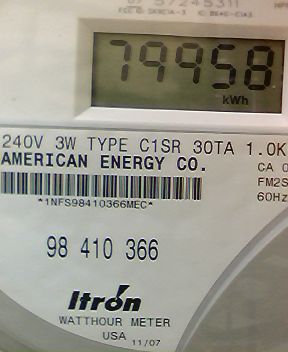 79958
kWh
240V 3W TYPE C1SR 30TA 1.0K
AMERICAN ENERGY CO.
CA 0
FM2S
60Hz
*1NFS98410366MEC*
98 410 366
Itron
WATTHOUR METER
USA 11/07